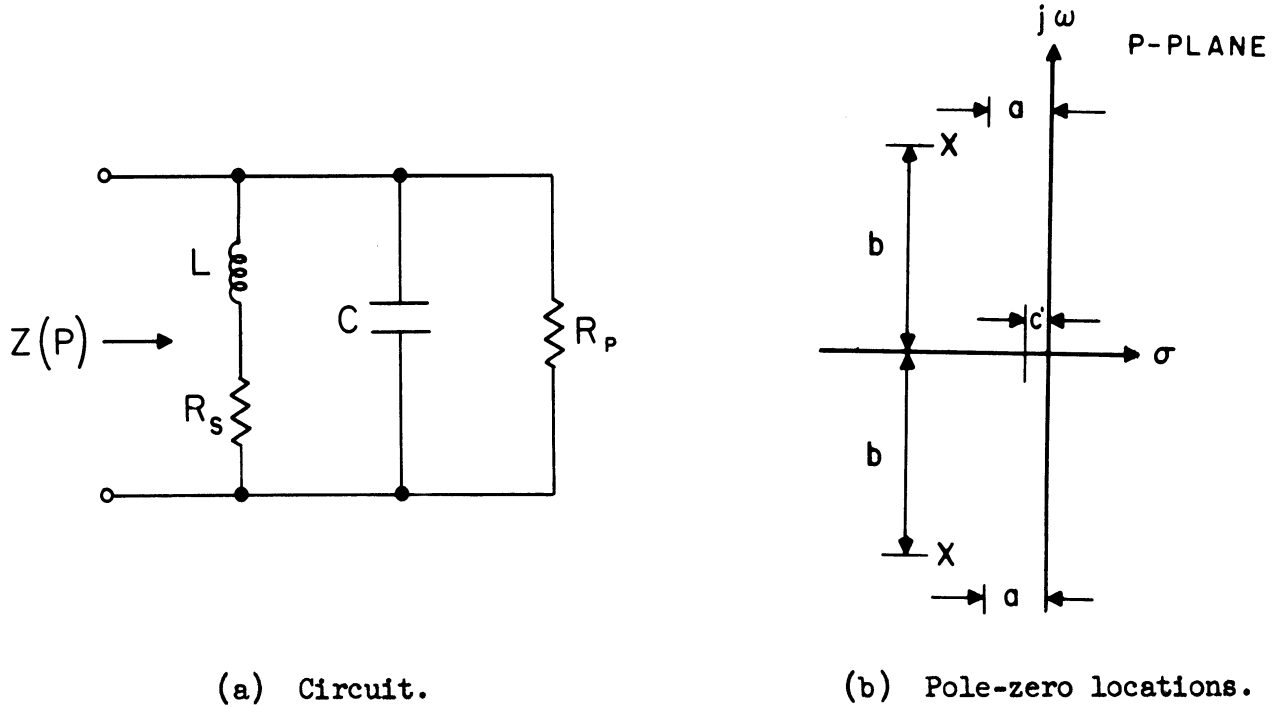 jω
P-PLANE
a
X
b
c
σ
b
X
a
L
Z(P)
C
R_P
R_S
(a) Circuit.
(b) Pole-zero locations.